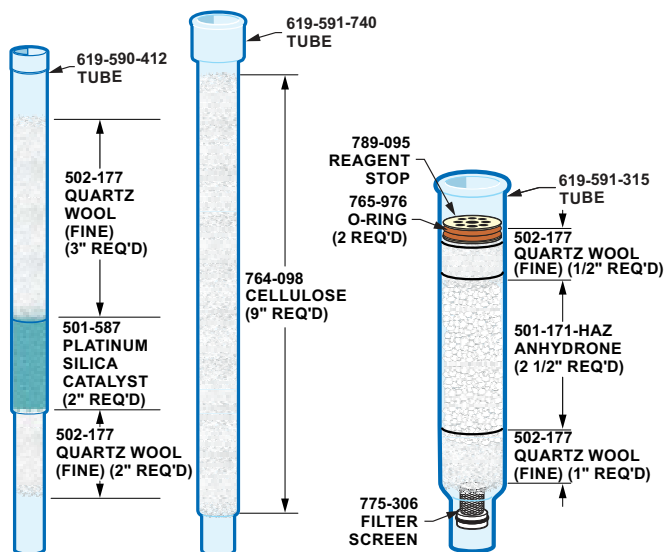 619-590-412
TUBE
502-177
QUARTZ
WOOL
(FINE)
(3" REQ'D)
501-587
PLATINUM
SILICA
CATALYST
(2" REQ'D)
502-177
QUARTZ WOOL
(FINE) (2" REQ'D)
619-591-740
TUBE
764-098
CELLULOSE
(9" REQ'D)
789-095
REAGENT
STOP
765-976
O-RING
(2 REQ'D)
619-591-315
TUBE
502-177
QUARTZ WOOL
(FINE) (1/2" REQ'D)
501-171-HAZ
ANHYDRONE
(2 1/2" REQ'D)
502-177
QUARTZ WOOL
(FINE) (1" REQ'D)
775-306
FILTER
SCREEN